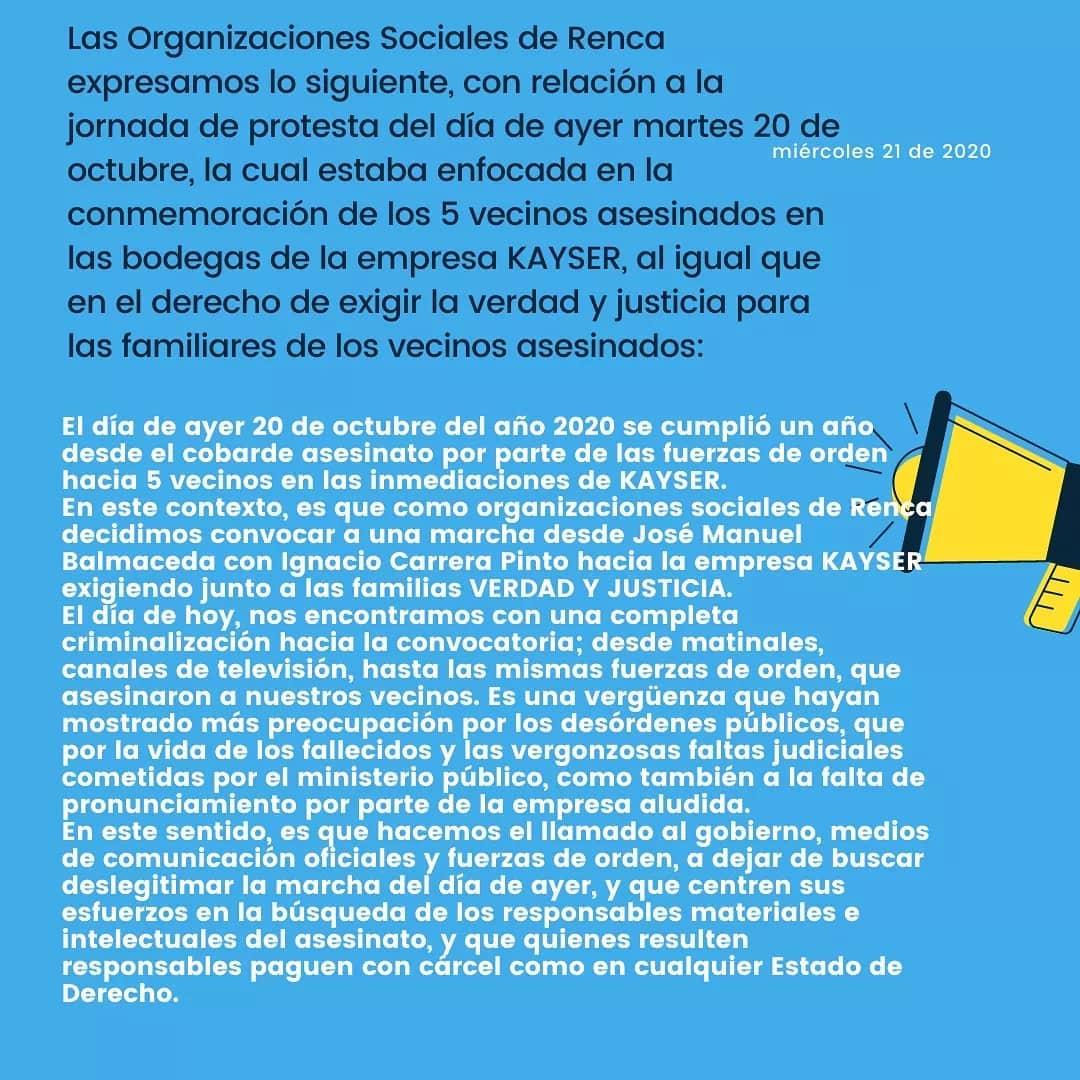 Las Organizaciones Sociales de Renca
expresamos lo siguiente, con relación a la
jornada de protesta del día de ayer martes 20 de
miércoles 21 de 2020
octubre, la cual estaba enfocada en la
conmemoración de los 5 vecinos asesinados en
las bodegas de la empresa KAYSER, al igual que
en el derecho de exigir la verdad y justicia para
las familiares de los vecinos asesinados:
El día de ayer 20 de octubre del año 2020 se cumplió un año
desde el cobarde asesinato por parte de las fuerzas de orden
hacia 5 vecinos en las inmediaciones de KAYSER.
En este contexto, es que como organizaciones sociales de Renca
decidimos convocar a una marcha desde José Manuel
Balmaceda con Ignacio Carrera Pinto hacia la empresa KAYSER
exigiendo junto a las familias VERDAD Y JUSTICIA.
El día de hoy, nos encontramos con una completa
criminalización hacia la convocatoria; desde matinales,
canales de televisión, hasta las mismas fuerzas de orden, que
asesinaron a nuestros vecinos. Es una vergüenza que hayan
mostrado más preocupación por los desórdenes públicos, que
por la vida de los fallecidos y las vergonzosas faltas judiciales
cometidas por el ministerio público, como también a la falta de
pronunciamiento por parte de la empresa aludida.
En este sentido, es que hacemos el llamado al gobierno, medios
de comunicación oficiales y fuerzas de orden, a dejar de buscar
deslegitimar la marcha del día de ayer, y que centren sus
esfuerzos en la búsqueda de los responsables materiales e
intelectuales del asesinato, y que quienes resulten
responsables paguen con cárcel como en cualquier Estado de
Derecho.